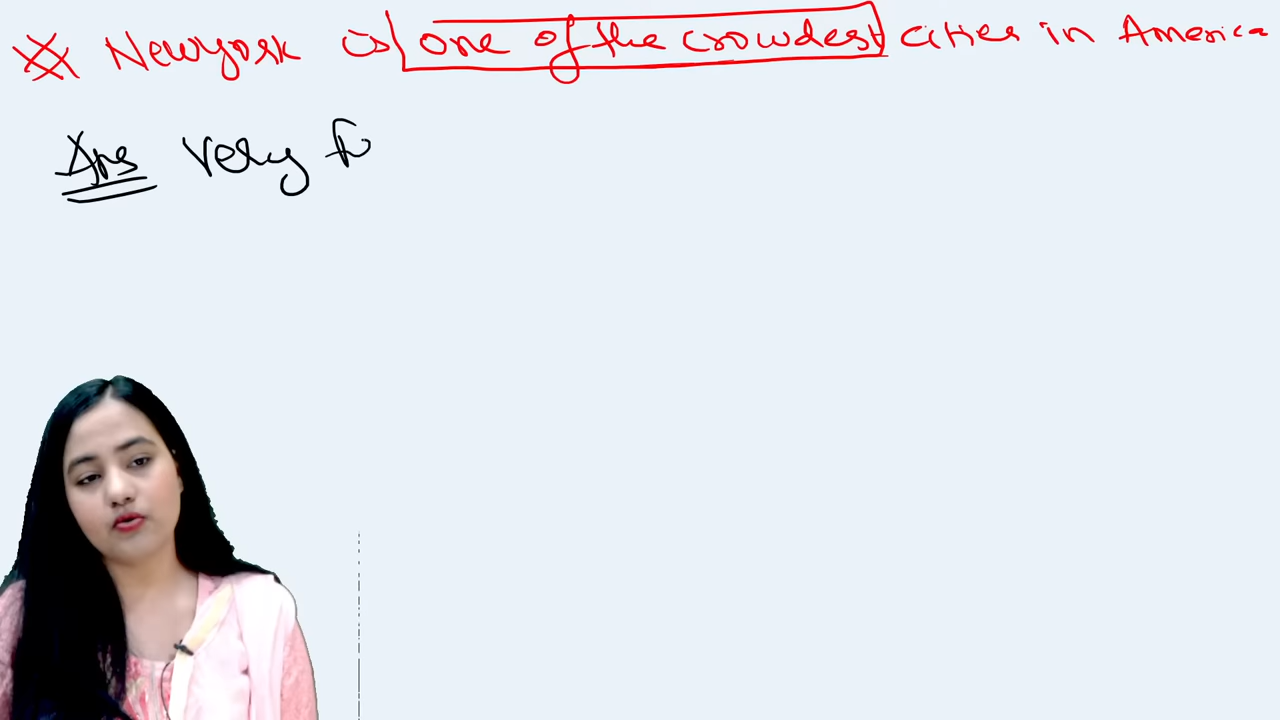 Newyork is one of the crowdest cities in America
Ans very